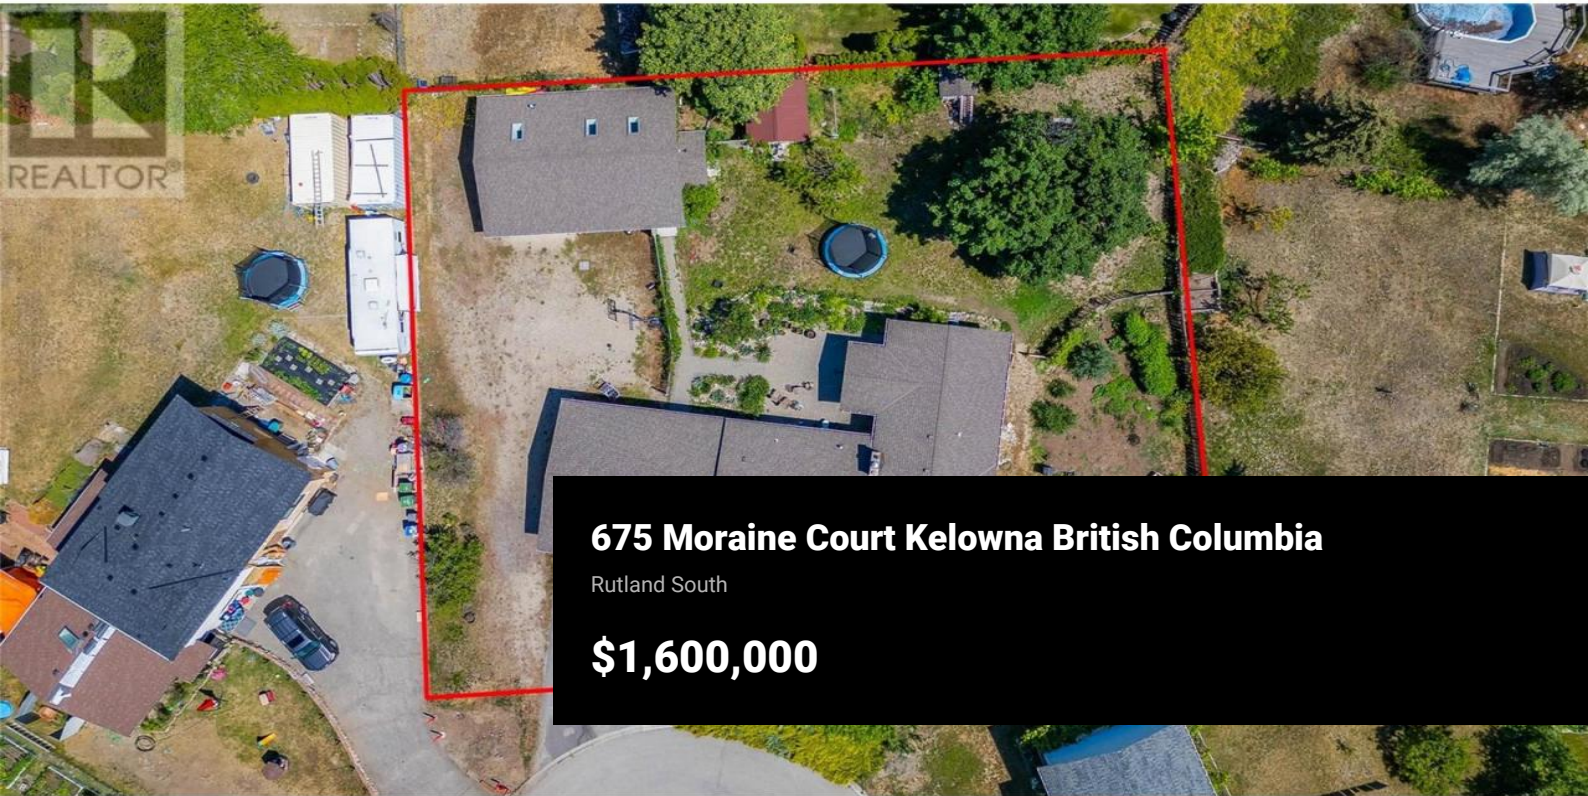 R
REALTOR®
675 Moraine Court Kelowna British Columbia
Rutland South
$1,600,000